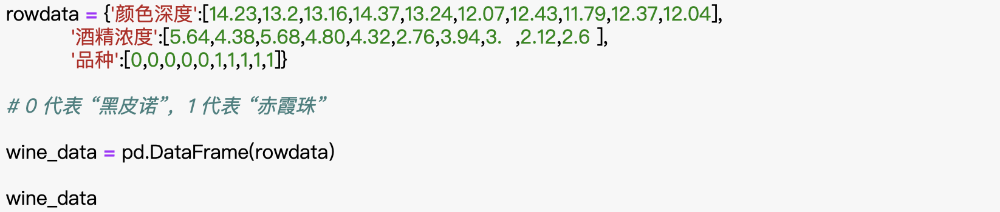 rowdata = {'颜色深度':[14.23,13.2,13.16,14.37,13.24,12.07,12.43,11.79,12.37,12.04],
'酒精浓度':[5.64,4.38,5.68,4.80,4.32,2.76,3.94,3. ,2.12,2.6 ],
'品种':[0,0,0,0,0,1,1,1,1,1]}
# 0 代表 “黑皮诺”，1 代表 “赤霞珠”
wine_data = pd.DataFrame(rowdata)
wine_data